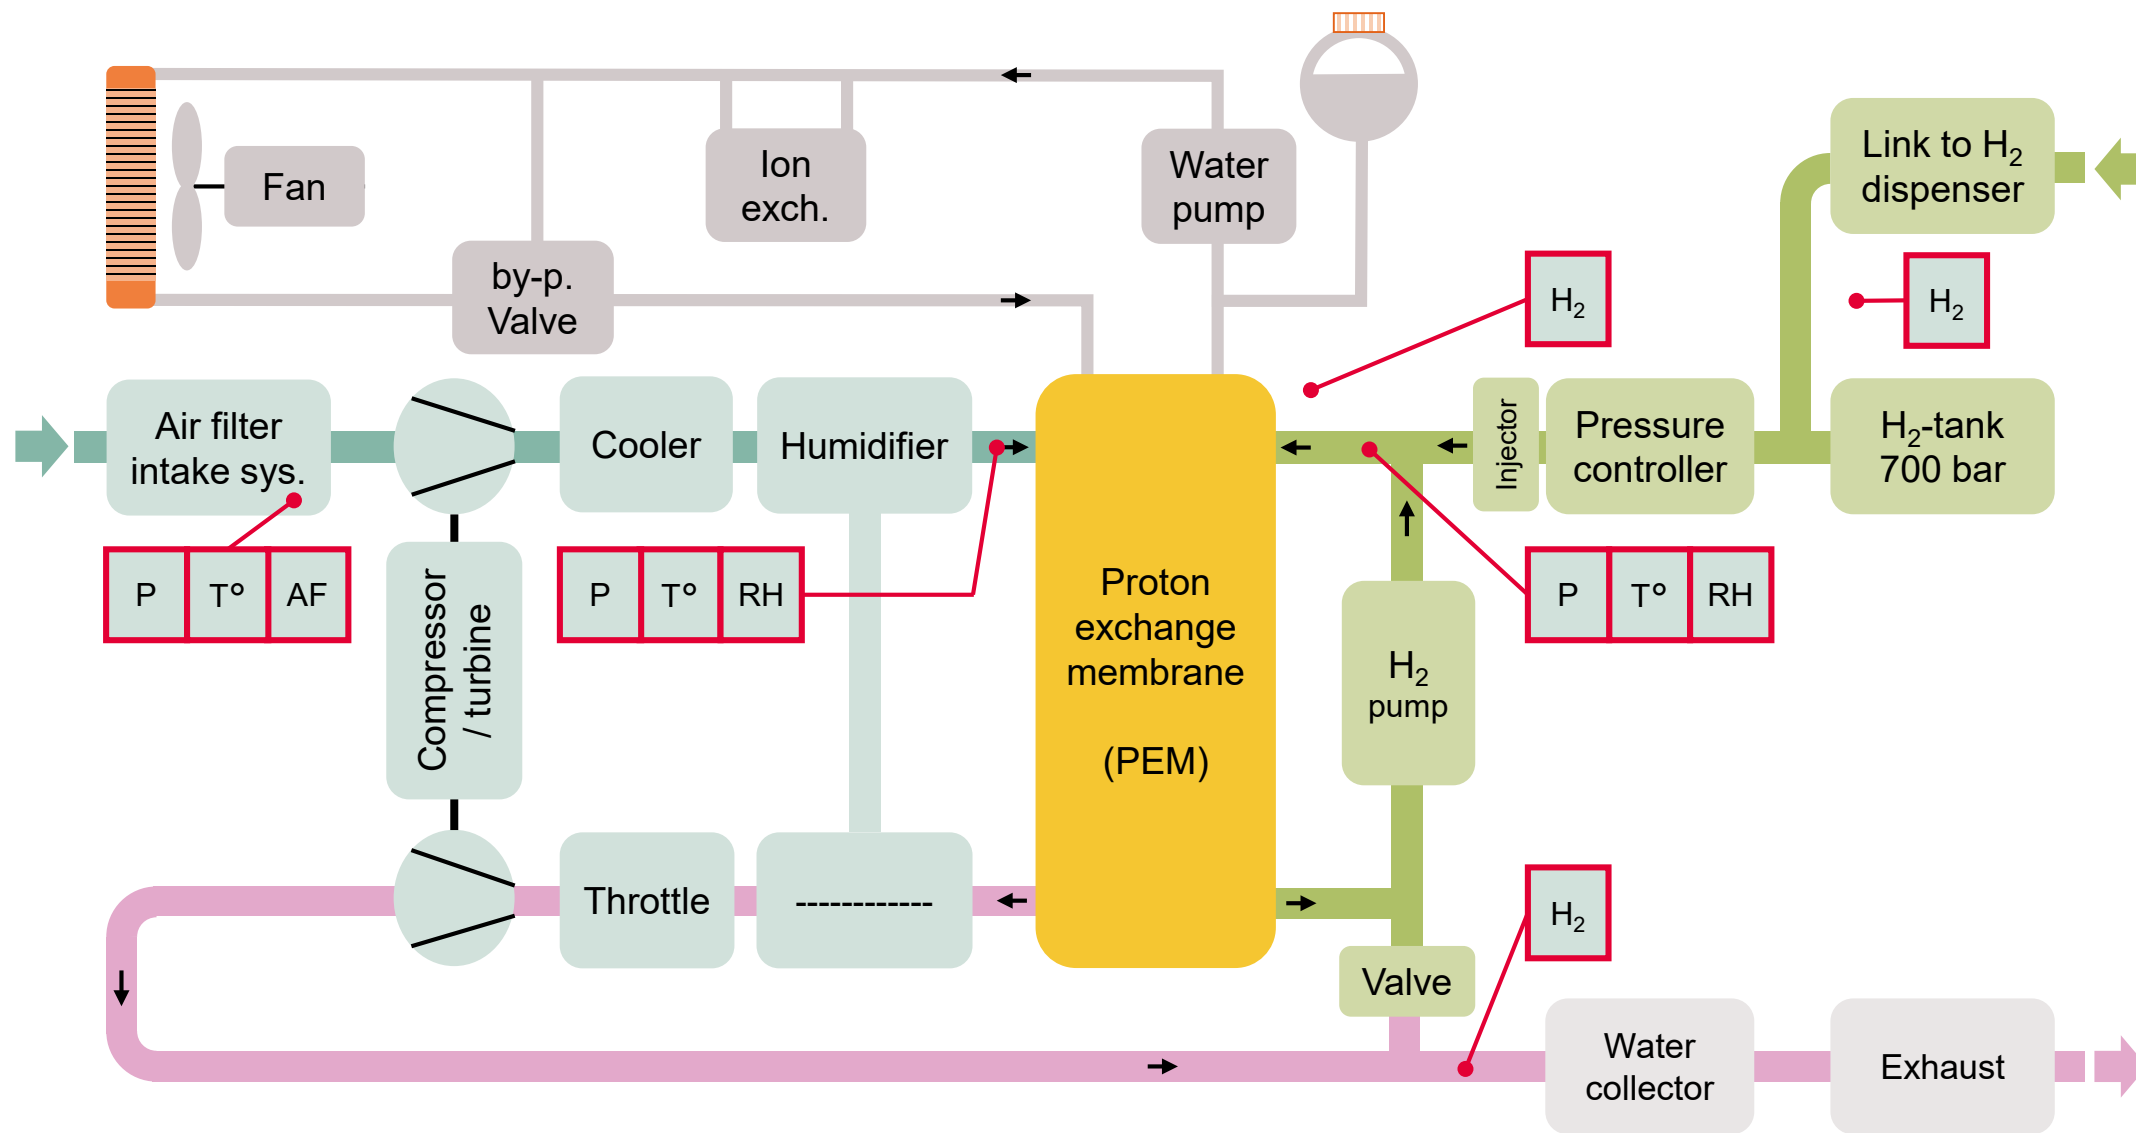 Fan
Ion
exch.
Water
pump
Link to H₂
dispenser
by-p.
Valve
H₂
H₂
Air filter
intake sys.
Cooler
Humidifier
Injector
Pressure
controller
H₂-tank
700 bar
P
T°
AF
Compressor
/ turbine
P
T°
RH
Proton
exchange
membrane
(PEM)
H₂
pump
P
T°
RH
Throttle
------------
H₂
Valve
Water
collector
Exhaust